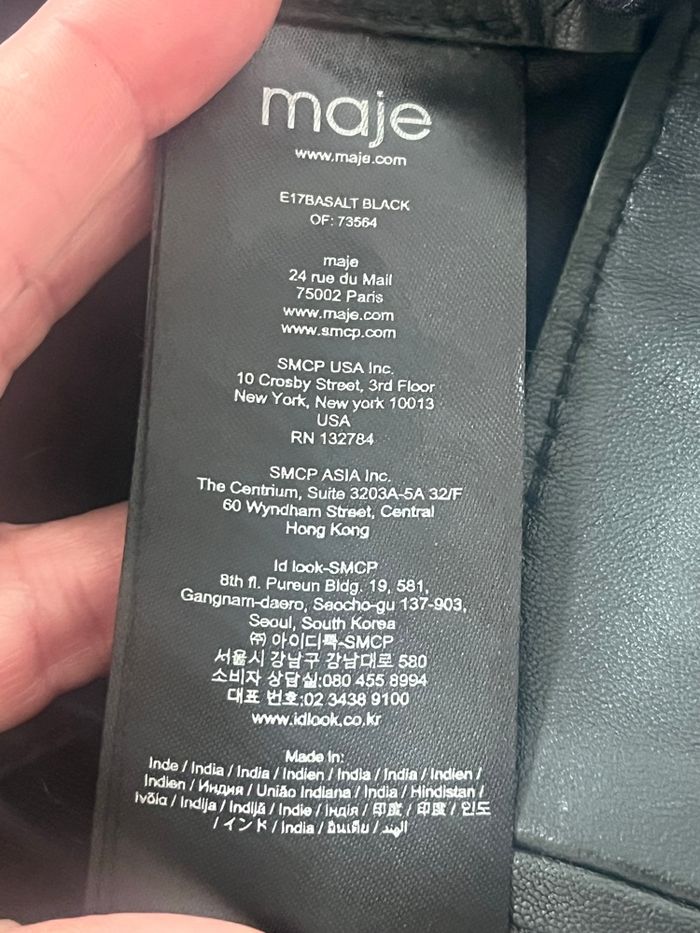 maje
www.maje.com
E17BASALT BLACK
OF: 73564
maje
24 rue du Mail
75002 Paris
www.maje.com
www.smcp.com
SMCP USA Inc.
10 Crosby Street, 3rd Floor
New York, New york 10013
USA
RN 132784
SMCP ASIA Inc.
The Centrium, Suite 3203A-5A 32/F
60 Wyndham Street, Central
Hong Kong
Id look-SMCP
8th fl. Pureun Bldg. 19, 581,
Gangnam-daero, Seocho-gu 137-903,
Seoul, South Korea
㈜ 아이디룩-SMCP
서울시 강남구 강남대로 580
소비자 상담실:080 455 8994
대표 번호:02 3438 9100
www.idlook.co.kr
Made in:
Inde / India / India / Indien / India / India / Indien /
Indien / Индия / União Indiana / India / Hindistan /
Ινδία / Indija / Indijā / Indie / Індія / 印度 / 印度 / 인도
/ インド / India / อินเดีย / الهند